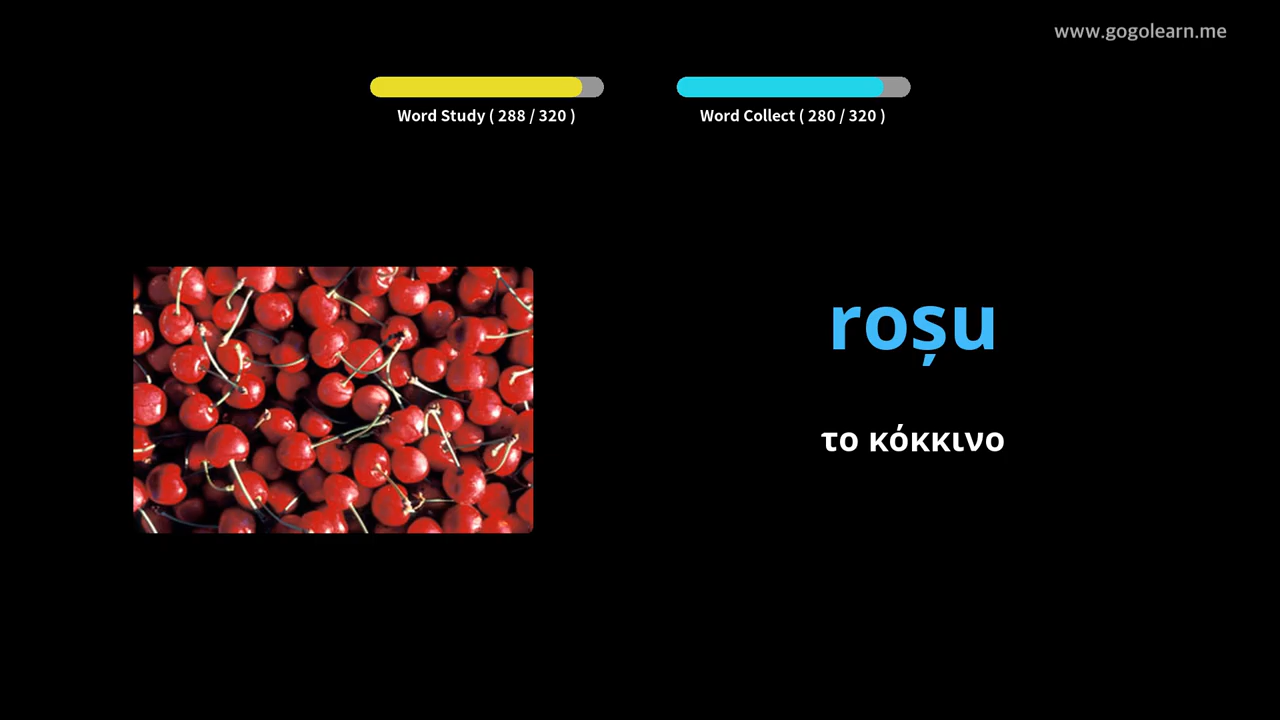 www.gogolearn.me
Word Study ( 288 / 320 )
Word Collect ( 280 / 320 )
roșu
το κόκκινο